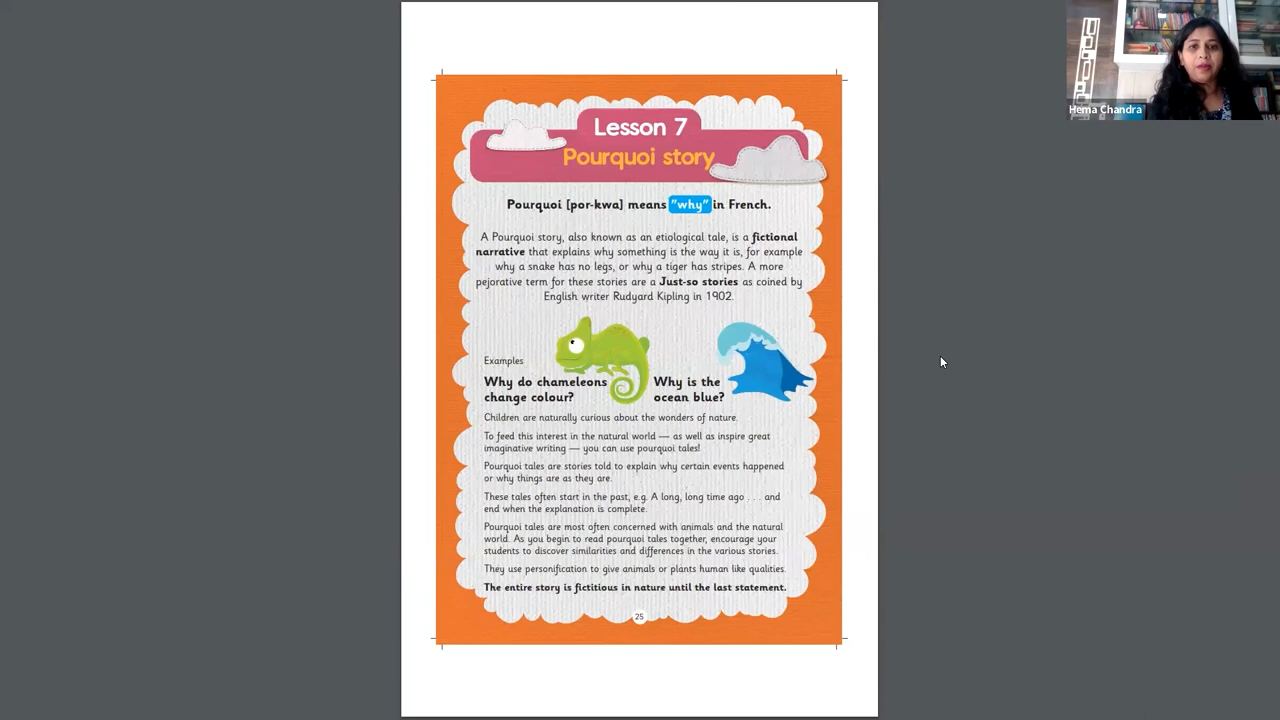 Lesson 7
Pourquoi story
Pourquoi [por-kwa] means "why" in French.
A Pourquoi story, also known as an etiological tale, is a fictional
narrative that explains why something is the way it is, for example
why a snake has no legs, or why a tiger has stripes. A more
pejorative term for these stories are a Just-so stories as coined by
English writer Rudyard Kipling in 1902.
Examples
Why do chameleons
change colour?
Why is the
ocean blue?
Children are naturally curious about the wonders of nature.
To feed this interest in the natural world — as well as inspire great
imaginative writing — you can use pourquoi tales!
Pourquoi tales are stories told to explain why certain events happened
or why things are as they are.
These tales often start in the past, e.g. A long, long time ago . . . and
end when the explanation is complete.
Pourquoi tales are most often concerned with animals and the natural
world. As you begin to read pourquoi tales together, encourage your
students to discover similarities and differences in the various stories.
They use personification to give animals or plants human like qualities.
The entire story is fictitious in nature until the last statement.
25
Hema Chandra